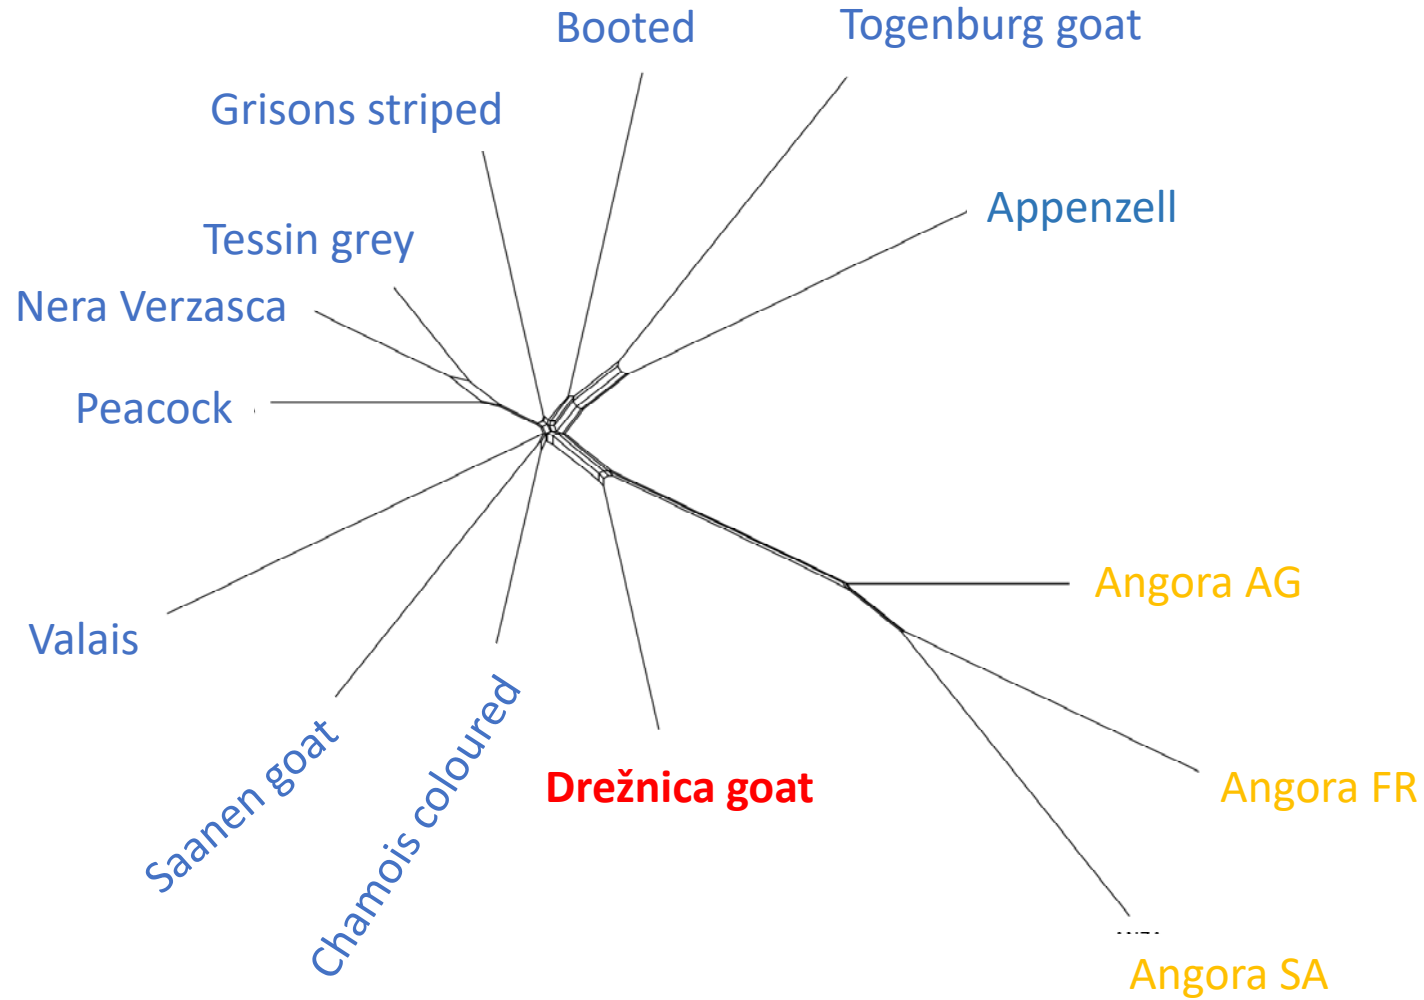 Booted
Togenburg goat
Grisons striped
Appenzell
Tessin grey
Nera Verzasca
Peacock
Angora AG
Valais
Saanen goat
Chamois coloured
Drežnica goat
Angora FR
Angora SA